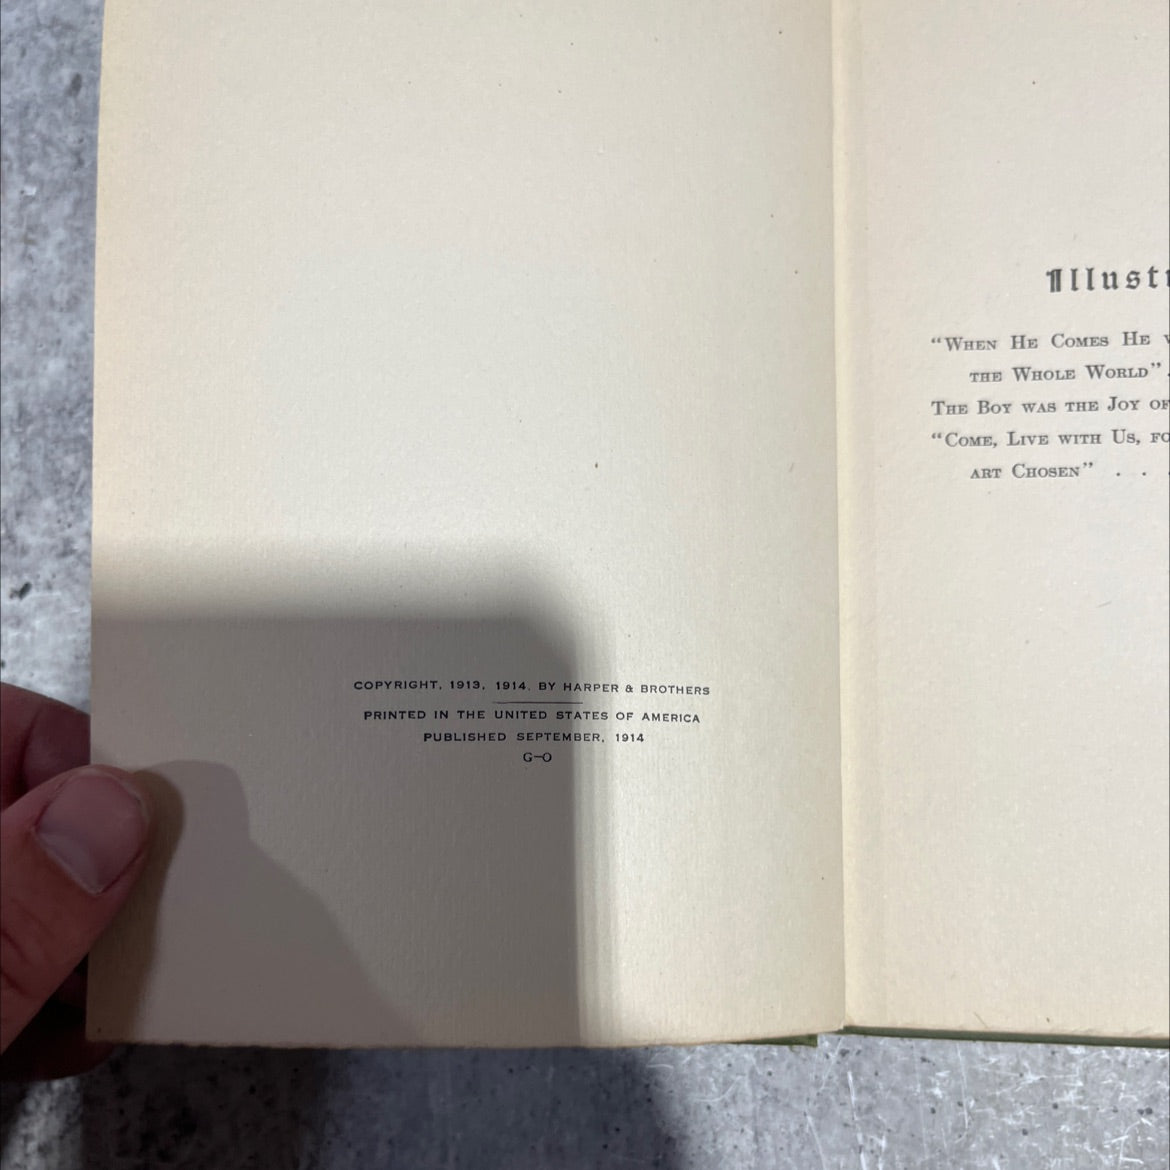 COPYRIGHT, 1913, 1914, BY HARPER & BROTHERS
PRINTED IN THE UNITED STATES OF AMERICA
PUBLISHED SEPTEMBER, 1914
G-O
"When He Comes He
the Whole World" .
The Boy was the Joy of
"Come, Live with Us,
art Chosen" . . .